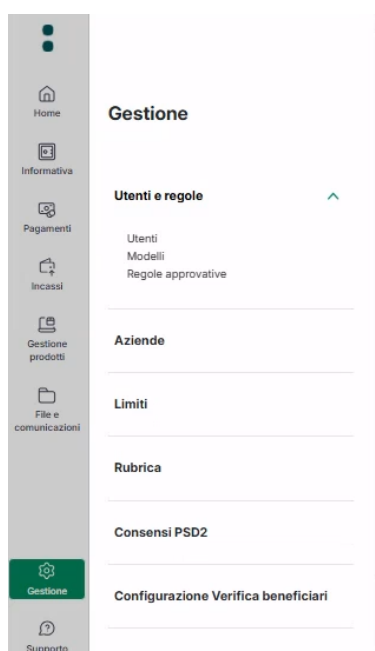 Home
Informativa
Pagamenti
Incassi
Gestione
prodotti
File e
comunicazioni
Gestione
Supporto
Gestione
Utenti e regole
Utenti
Modelli
Regole approvative
Aziende
Limiti
Rubrica
Consensi PSD2
Configurazione Verifica beneficiari